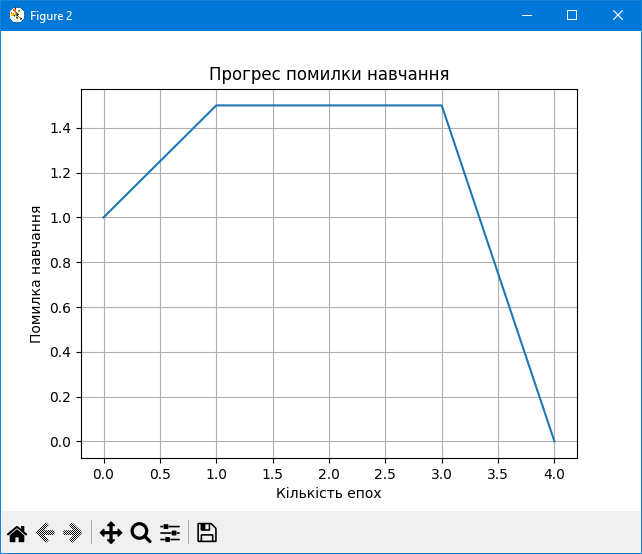 Figure 2
Прогрес помилки навчання
1.4
1.2
1.0
0.8
0.6
0.4
0.2
0.0
Помилка навчання
0.0 0.5 1.0 1.5 2.0 2.5 3.0 3.5 4.0
Кількість епох